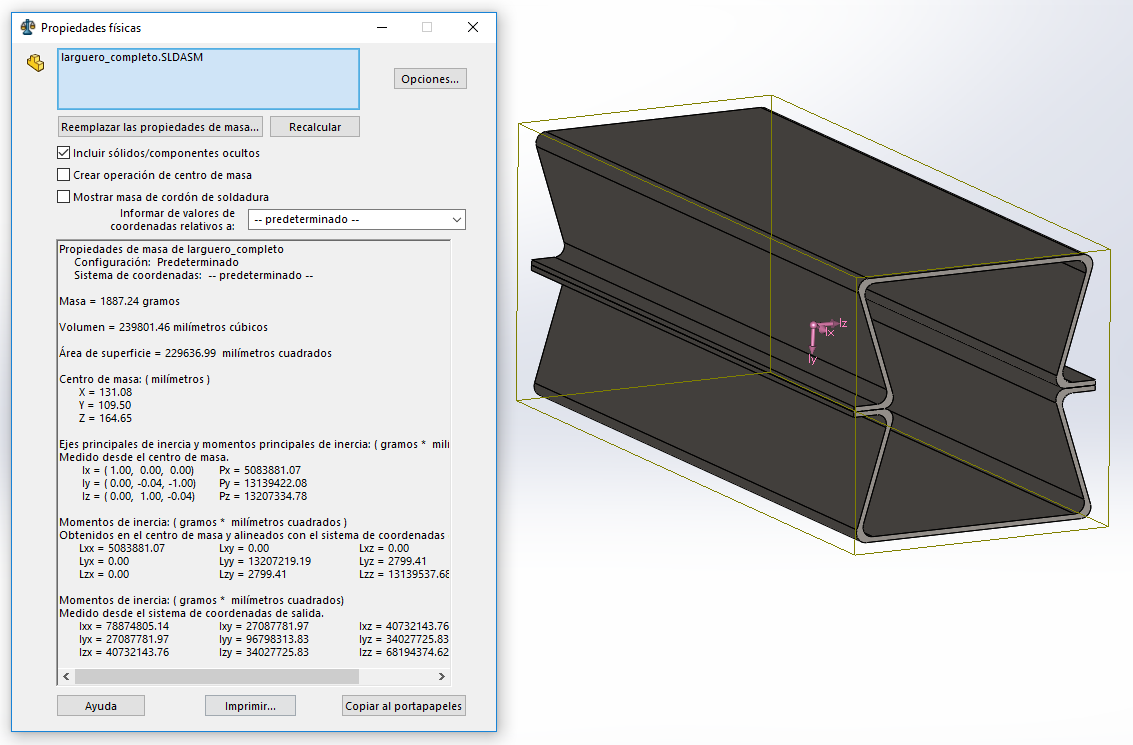 Propiedades físicas
larguero_completo.SLDASM
Opciones...
Reemplazar las propiedades de masa... Recalcular
Incluir sólidos/componentes ocultos
Crear operación de centro de masa
Mostrar masa de cordón de soldadura
Informar de valores de
coordenadas relativos a: -- predeterminado --
Propiedades de masa de larguero_completo
Configuración: Predeterminado
Sistema de coordenadas: -- predeterminado --
Masa = 1887.24 gramos
Volumen = 239801.46 milímetros cúbicos
Área de superficie = 229636.99 milímetros cuadrados
Centro de masa: ( milímetros )
X = 131.08
Y = 109.50
Z = 164.65
Ejes principales de inercia y momentos principales de inercia: ( gramos * mili
Medido desde el centro de masa.
Ix = ( 1.00, 0.00, 0.00) Px = 5083881.07
Iy = ( 0.00, -0.04, -1.00) Py = 13139422.08
Iz = ( 0.00, 1.00, -0.04) Pz = 13207334.78
Momentos de inercia: ( gramos * milímetros cuadrados )
Obtenidos en el centro de masa y alineados con el sistema de coordenadas
Lxx = 5083881.07 Lxy = 0.00 Lxz = 0.00
Lyx = 0.00 Lyy = 13207219.19 Lyz = 2799.41
Lzx = 0.00 Lzy = 2799.41 Lzz = 13139537.68
Momentos de inercia: ( gramos * milímetros cuadrados)
Medido desde el sistema de coordenadas de salida.
Ixx = 78874805.14 Ixy = 27087781.97 Ixz = 40732143.76
Iyx = 27087781.97 Iyy = 96798313.83 Iyz = 34027725.83
Izx = 40732143.76 Izy = 34027725.83 Izz = 68194374.62
Ayuda Imprimir... Copiar al portapapeles
Iz
Ix
Iy